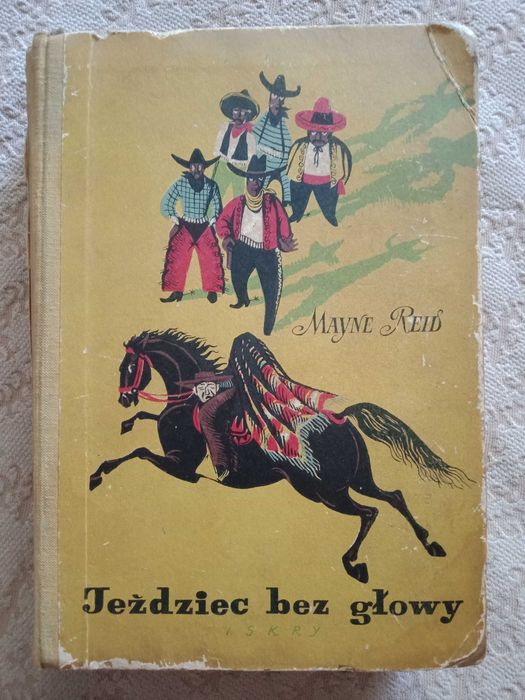 MAYNE REID
Jeździec bez głowy
ISKRY